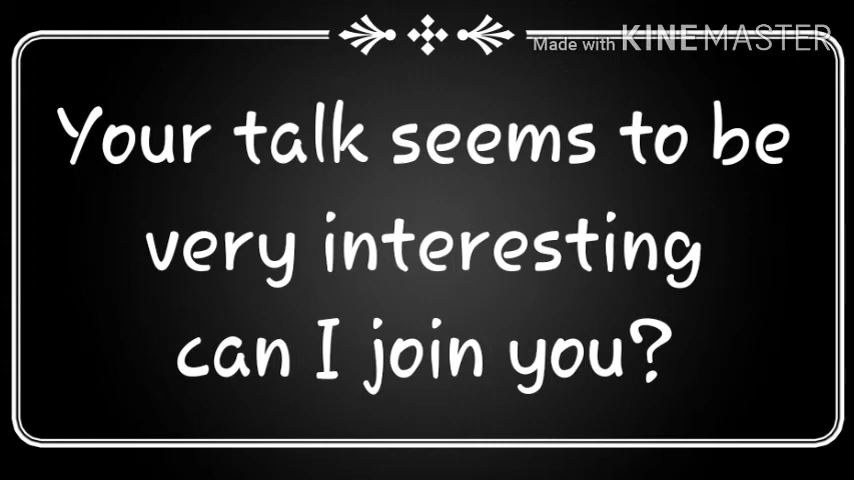 Made with KINEMASTER
Your talk seems to be
very interesting
can I join you?